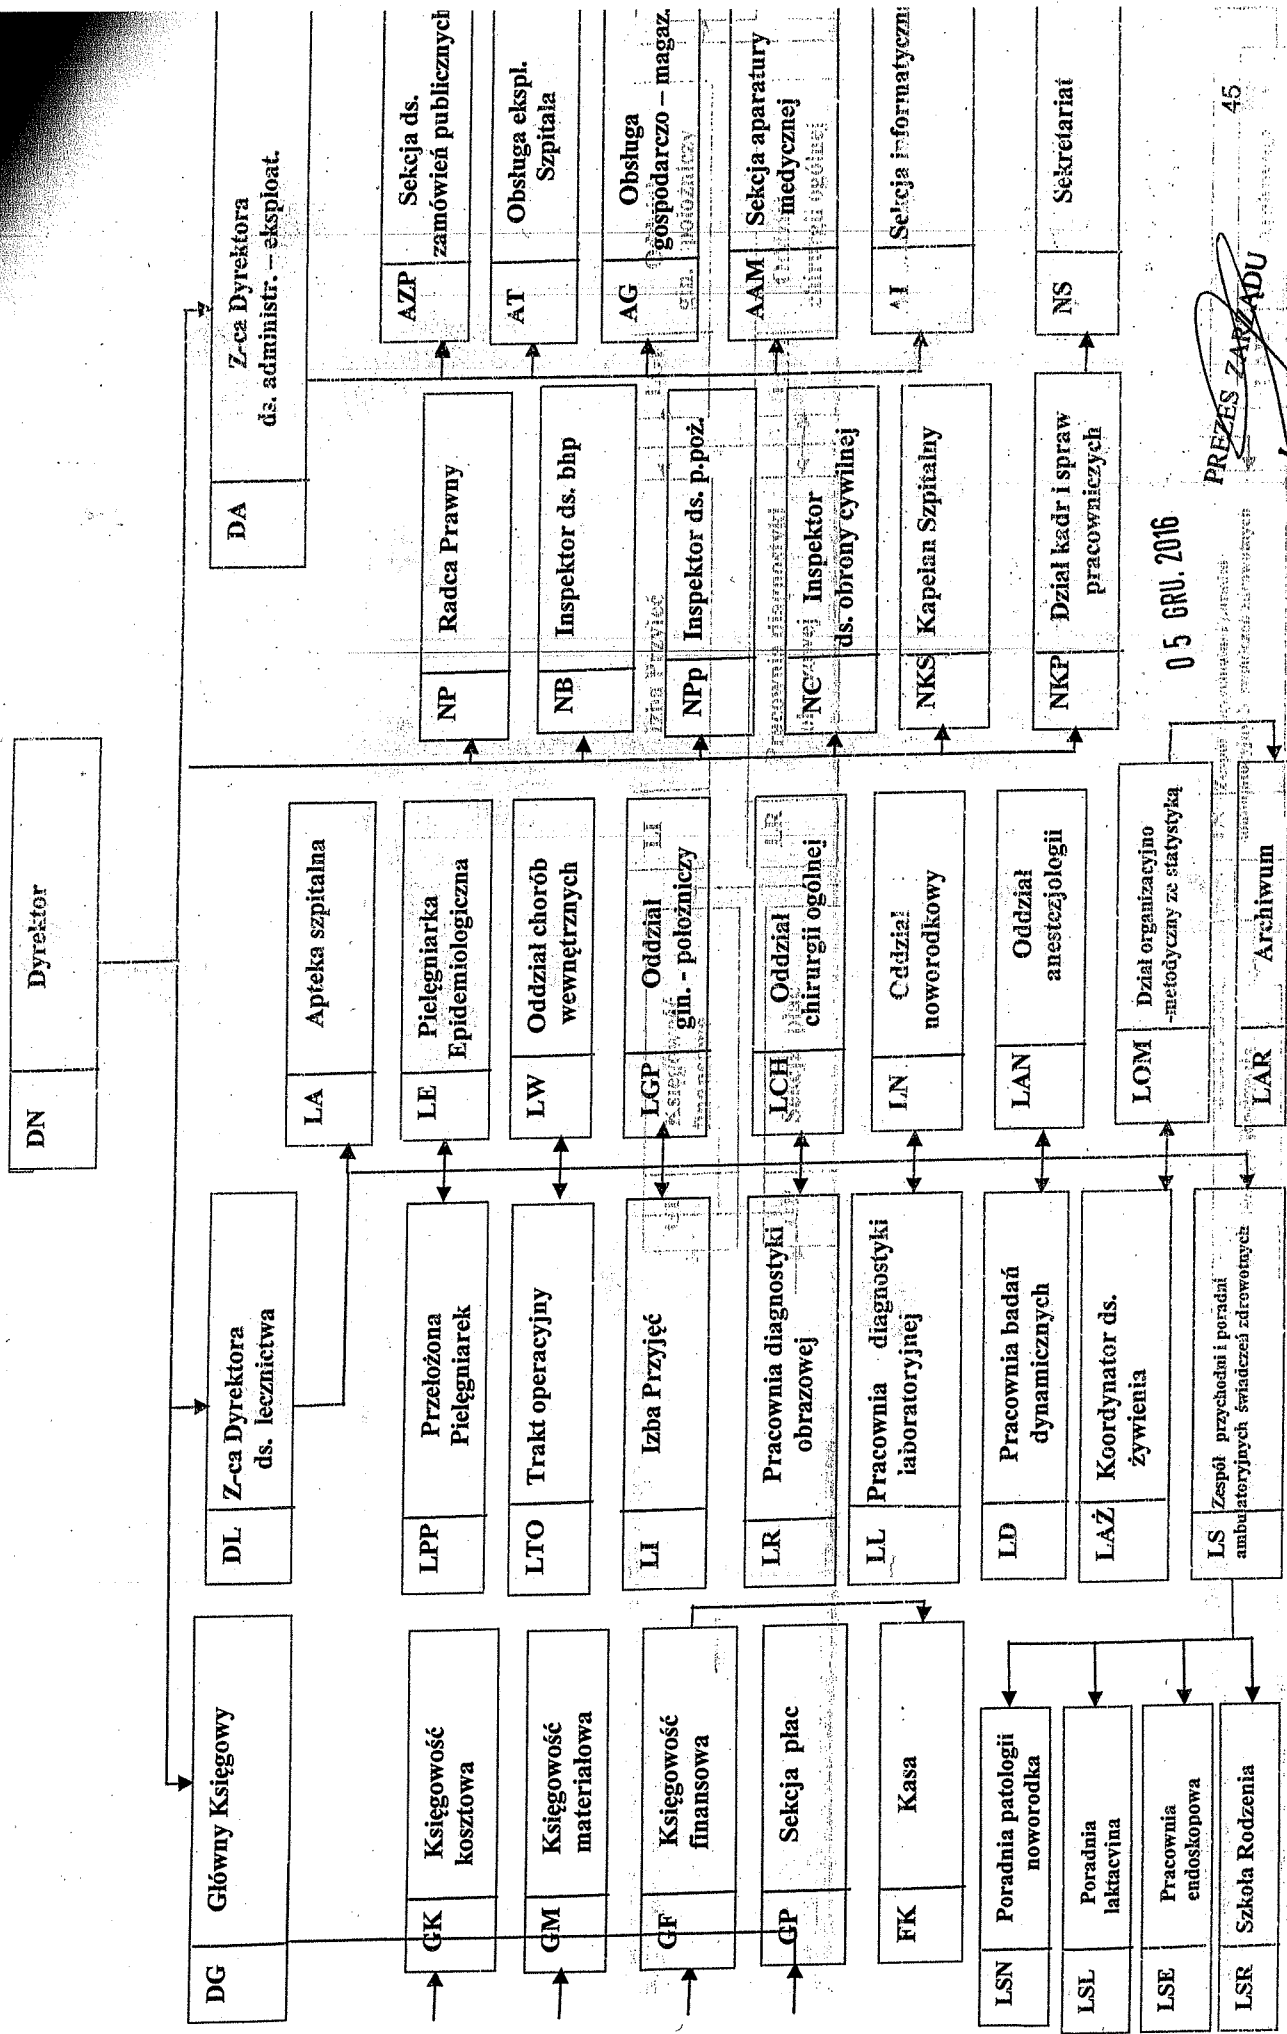 DN
Dyrektor
DG
Główny Księgowy
DL
Z-ca Dyrektora
ds. lecznictwa
DA
Z-ca Dyrektora
ds. administr. – eksploat.
GK
Księgowość
kosztowa
GM
Księgowość
materiałowa
GF
Księgowość
finansowa
GP
Sekcja płac
FK
Kasa
LSN
Poradnia patologii
noworodka
LSL
Poradnia
laktacyjna
LSE
Pracownia
endoskopowa
LSR
Szkoła Rodzenia
LPP
Przełożona
Pielęgniarek
LTO
Trakt operacyjny
LI
Izba Przyjęć
LR
Pracownia diagnostyki
obrazowej
LL
Pracownia diagnostyki
laboratoryjnej
LD
Pracownia badań
dynamicznych
LAŻ
Koordynator ds.
żywienia
LS
Zespół przychodni i poradni
ambulatoryjnych świadczeń zdrowotnych
LA
Apteka szpitalna
LE
Pielęgniarka
Epidemiologiczna
LW
Oddział chorób
wewnętrznych
LGP
Oddział
gin. - położniczy
LCH
Oddział
chirurgii ogólnej
LN
Oddział
noworodkowy
LAN
Oddział
anestezjologii
LOM
Dział organizacyjno
-metodyczny ze statystyką
LAR
Archiwum
NP
Radca Prawny
NB
Inspektor ds. bhp
NPp
Inspektor ds. p.poż.
NC
Inspektor
ds. obrony cywilnej
NKS
Kapelan Szpitalny
NKP
Dział kadr i spraw
pracowniczych
AZP
Sekcja ds.
zamówień publicznych
AT
Obsługa ekspl.
Szpitala
AG
Obsługa
gospodarczo – magaz.
AAM
Sekcja aparatury
medycznej
AI
Sekcja informatyczna
NS
Sekretariat
05 GRU. 2016
PREZES ZARZĄDU
45